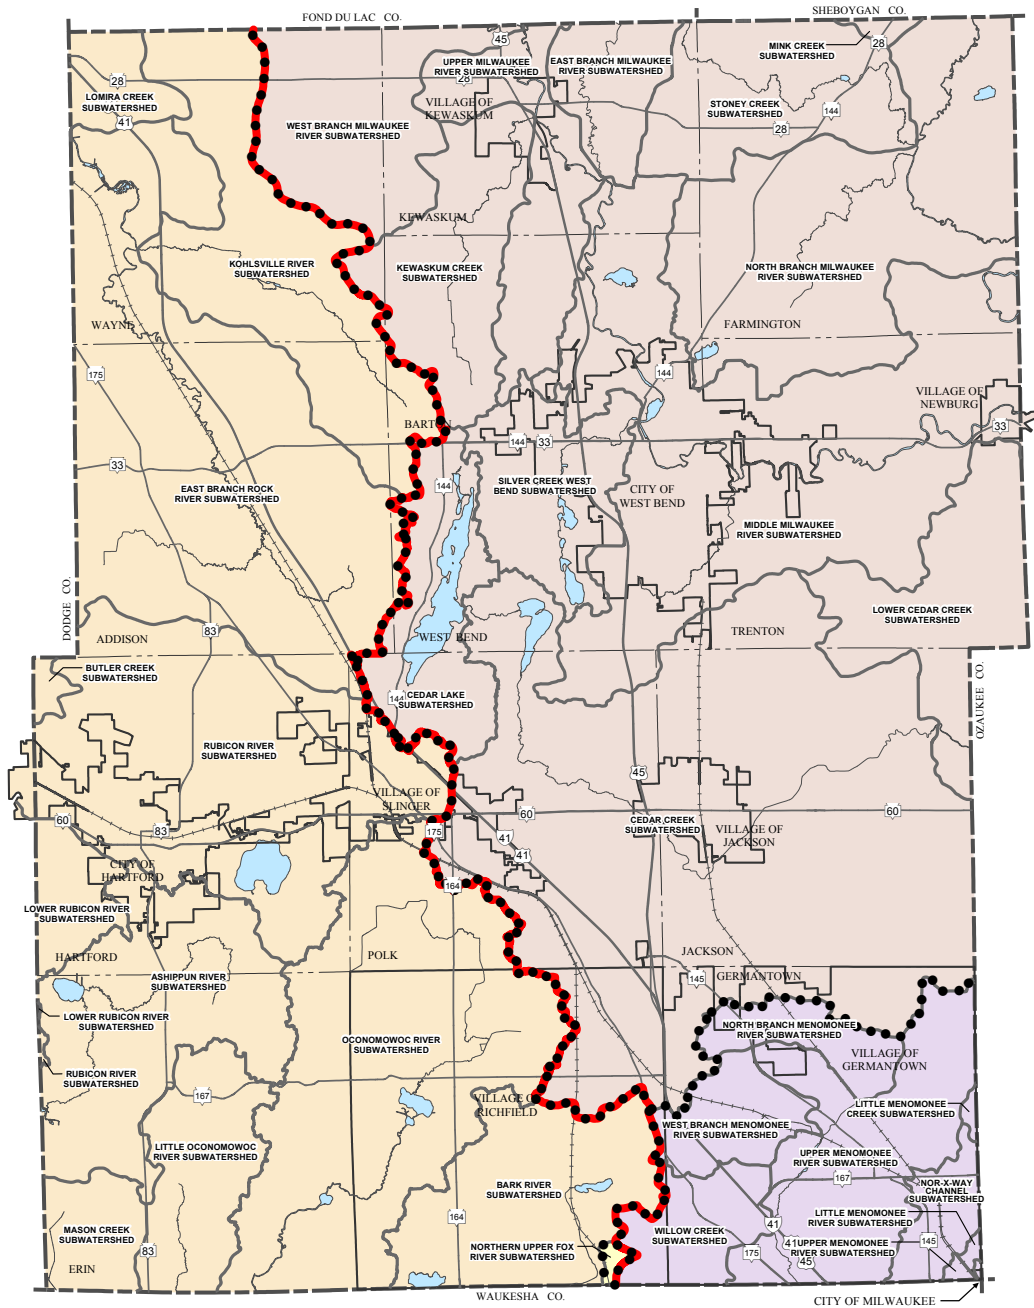 FOND DU LAC CO.
SHEBOYGAN CO.
45
28
MINK CREEK
SUBWATERSHED
UPPER MILWAUKEE
RIVER SUBWATERSHED
EAST BRANCH MILWAUKEE
RIVER SUBWATERSHED
28
28
LOMIRA CREEK
SUBWATERSHED
VILLAGE OF
KEWASKUM
STONEY CREEK
SUBWATERSHED
144
41
WEST BRANCH MILWAUKEE
RIVER SUBWATERSHED
28
KEWASKUM
KOHLSVILLE RIVER
SUBWATERSHED
KEWASKUM CREEK
SUBWATERSHED
NORTH BRANCH MILWAUKEE
RIVER SUBWATERSHED
WAYNE
FARMINGTON
175
144
VILLAGE OF
NEWBURG
BARTON
33
144
33
33
EAST BRANCH ROCK
RIVER SUBWATERSHED
144
SILVER CREEK WEST
BEND SUBWATERSHED
CITY OF
WEST BEND
MIDDLE MILWAUKEE
RIVER SUBWATERSHED
DODGE CO.
LOWER CEDAR CREEK
SUBWATERSHED
ADDISON
83
WEST BEND
TRENTON
BUTLER CREEK
SUBWATERSHED
OZAUKEE CO.
144
CEDAR LAKE
SUBWATERSHED
RUBICON RIVER
SUBWATERSHED
45
VILLAGE OF
SLINGER
60
83
175
60
60
CEDAR CREEK
SUBWATERSHED
VILLAGE OF
JACKSON
41
41
CITY OF
HARTFORD
164
LOWER RUBICON RIVER
SUBWATERSHED
HARTFORD
POLK
JACKSON
145
GERMANTOWN
ASHIPPUN RIVER
SUBWATERSHED
LOWER RUBICON RIVER
SUBWATERSHED
NORTH BRANCH MENOMONEE
RIVER SUBWATERSHED
OCONOMOWOC RIVER
SUBWATERSHED
VILLAGE OF
GERMANTOWN
RUBICON RIVER
SUBWATERSHED
167
VILLAGE OF
RICHFIELD
LITTLE MENOMONEE
CREEK SUBWATERSHED
WEST BRANCH MENOMONEE
RIVER SUBWATERSHED
LITTLE OCONOMOWOC
RIVER SUBWATERSHED
UPPER MENOMONEE
RIVER SUBWATERSHED
167
BARK RIVER
SUBWATERSHED
NOR-X-WAY
CHANNEL
SUBWATERSHED
164
LITTLE MENOMONEE
RIVER SUBWATERSHED
MASON CREEK
SUBWATERSHED
WILLOW CREEK
SUBWATERSHED
41
83
NORTHERN UPPER FOX
RIVER SUBWATERSHED
175
41
45
UPPER MENOMONEE
RIVER SUBWATERSHED
145
ERIN
WAUKESHA CO.
CITY OF MILWAUKEE